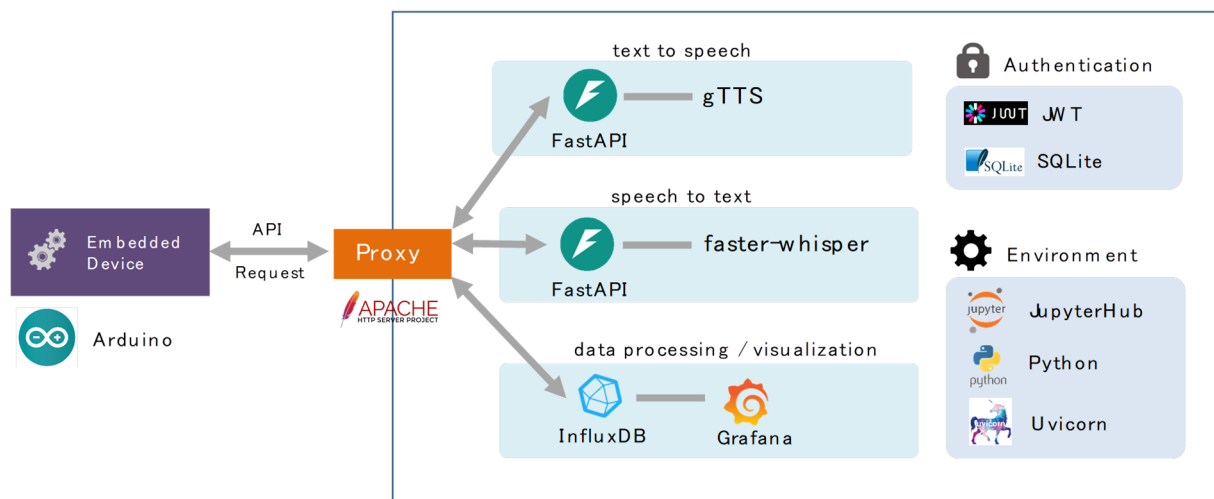 text to speech
FastAPI
gTTS
speech to text
FastAPI
faster-whisper
data processing / visualization
InfluxDB
Grafana
Embedded
Device
Arduino
API
Request
Proxy
APACHE
HTTP SERVER PROJECT
Authentication
JWT
JWT
SQLite
SQLite
Environment
jupyter
JupyterHub
python
Python
uvicorn
Uvicorn